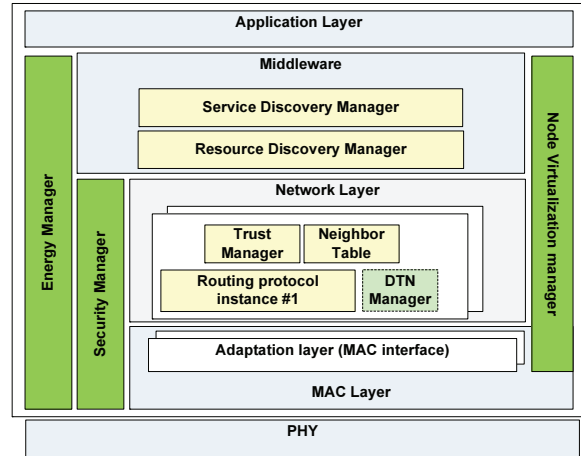 Application Layer
Middleware
Service Discovery Manager
Resource Discovery Manager
Energy Manager
Security Manager
Node Virtualization manager
Network Layer
Trust
Manager
Neighbor
Table
Routing protocol
instance #1
DTN
Manager
Adaptation layer (MAC interface)
MAC Layer
PHY